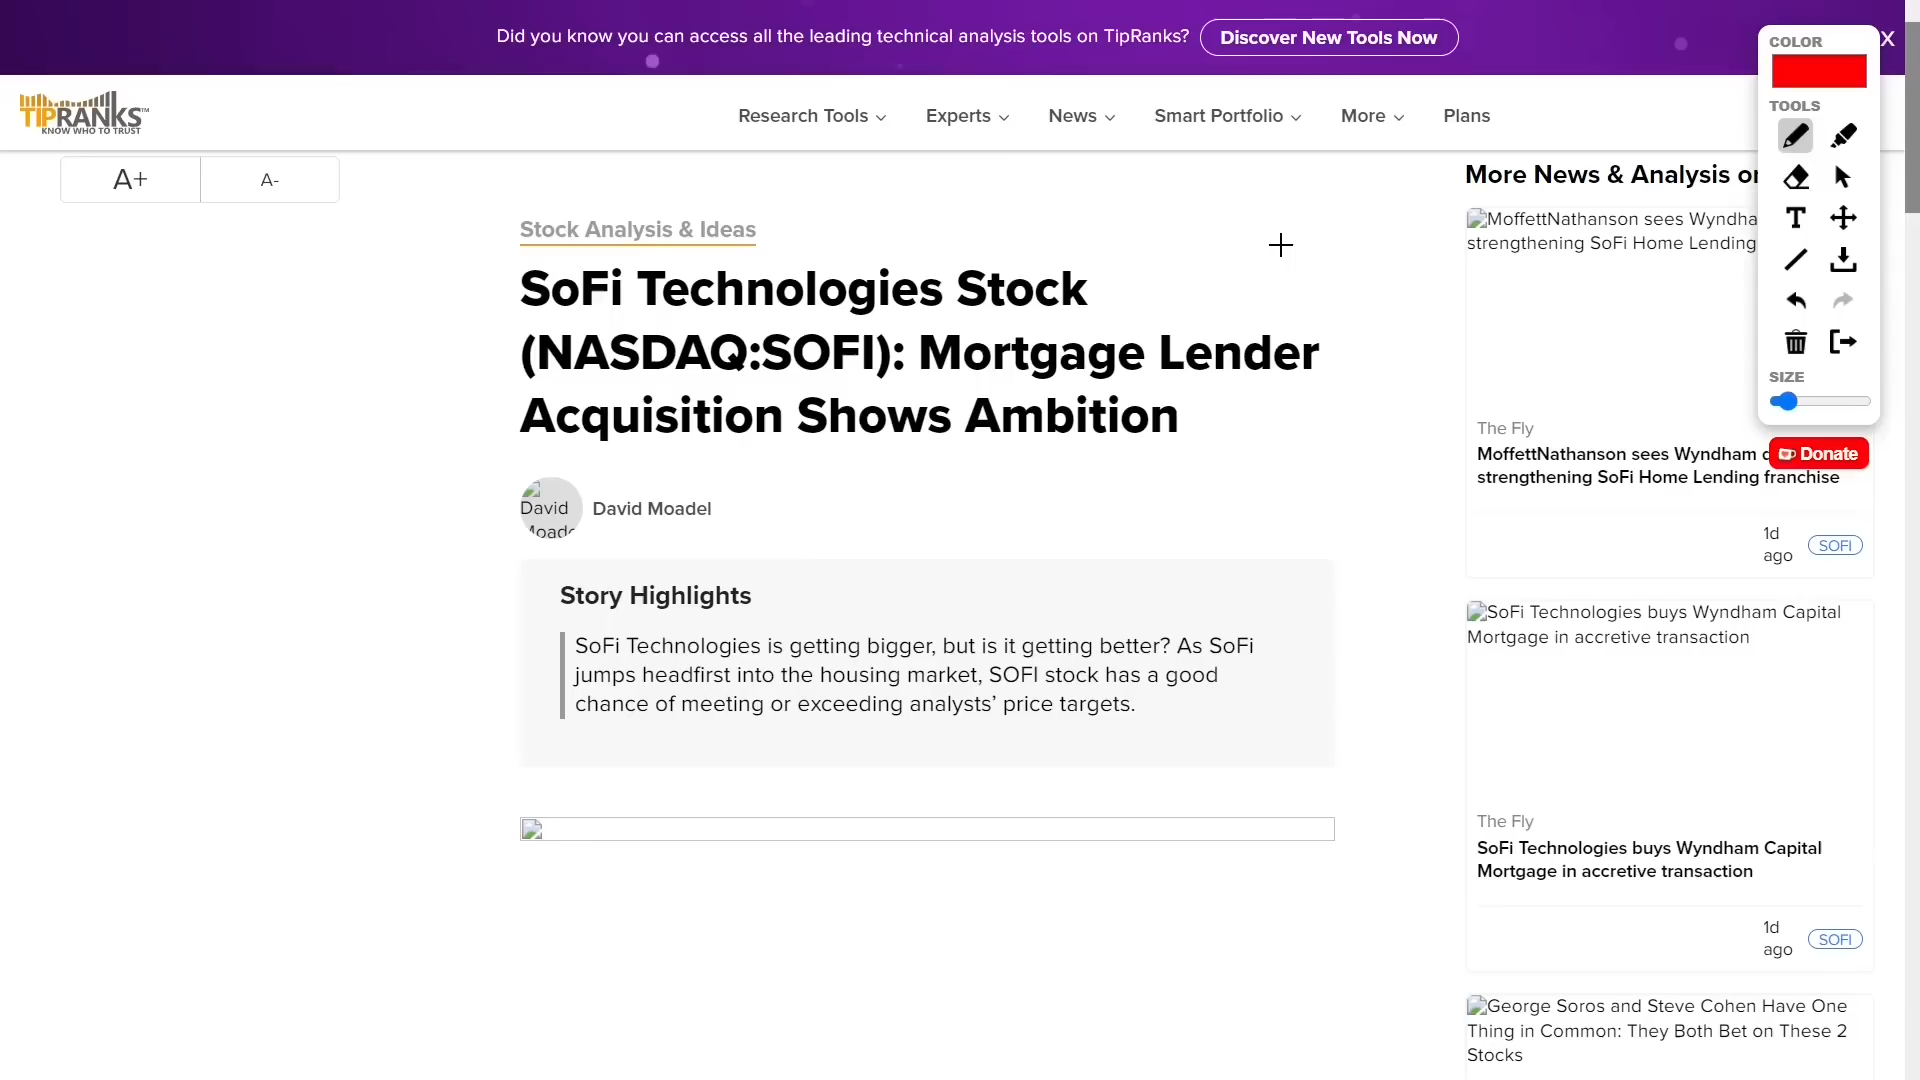 Did you know you can access all the leading technical analysis tools on TipRanks?
Discover New Tools Now
X
TIPRANKS™
KNOW WHO TO TRUST
Research Tools
Experts
News
Smart Portfolio
More
Plans
A+
A-
Stock Analysis & Ideas
SoFi Technologies Stock
(NASDAQ:SOFI): Mortgage Lender
Acquisition Shows Ambition
David
David Moadel
Story Highlights
SoFi Technologies is getting bigger, but is it getting better? As SoFi
jumps headfirst into the housing market, SOFI stock has a good
chance of meeting or exceeding analysts’ price targets.
More News & Analysis
MoffettNathanson sees
strengthening SoFi Home Lending
The Fly
MoffettNathanson sees Wyndham
strengthening SoFi Home Lending franchise
1d
ago
SOFI
SoFi Technologies buys Wyndham Capital
Mortgage in accretive transaction
The Fly
SoFi Technologies buys Wyndham Capital
Mortgage in accretive transaction
1d
ago
SOFI
George Soros and Steve Cohen Have One
Thing in Common: They Both Bet on These 2
Stocks
COLOR
TOOLS
T
SIZE
Donate